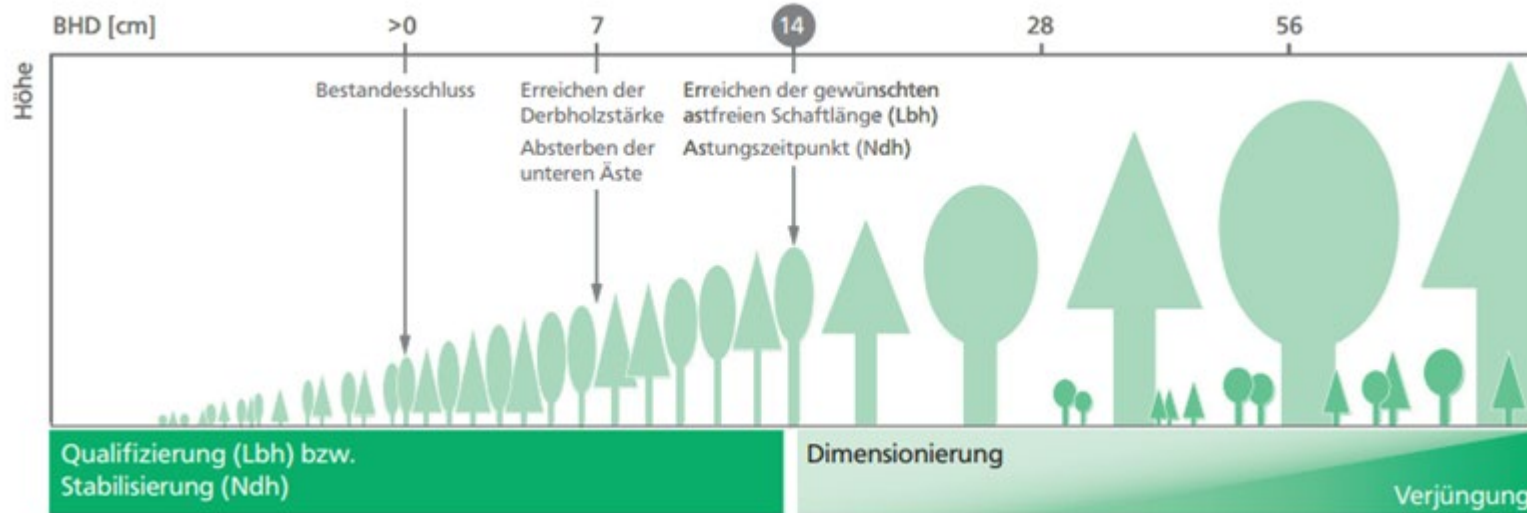 BHD [cm] >0 7 14 28 56
Höhe
Bestandesschluss
Erreichen der
Derbholzstärke
Absterben der
unteren Äste
Erreichen der gewünschten
astfreien Schaftlänge (Lbh)
Astungszeitpunkt (Ndh)
Qualifizierung (Lbh) bzw.
Stabilisierung (Ndh)
Dimensionierung
Verjüngung